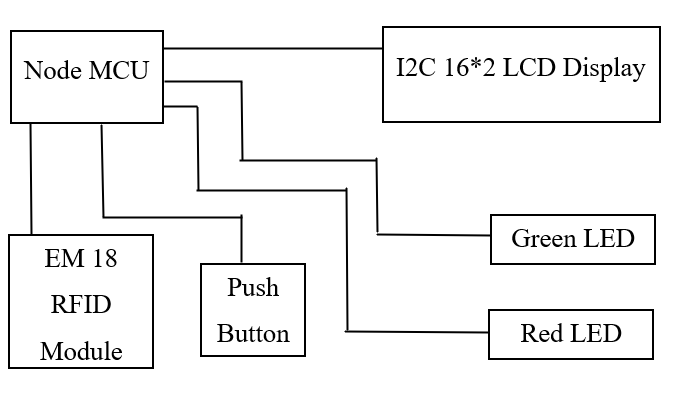 Node MCU
I2C 16*2 LCD Display
Green LED
EM 18
RFID
Module
Push
Button
Red LED